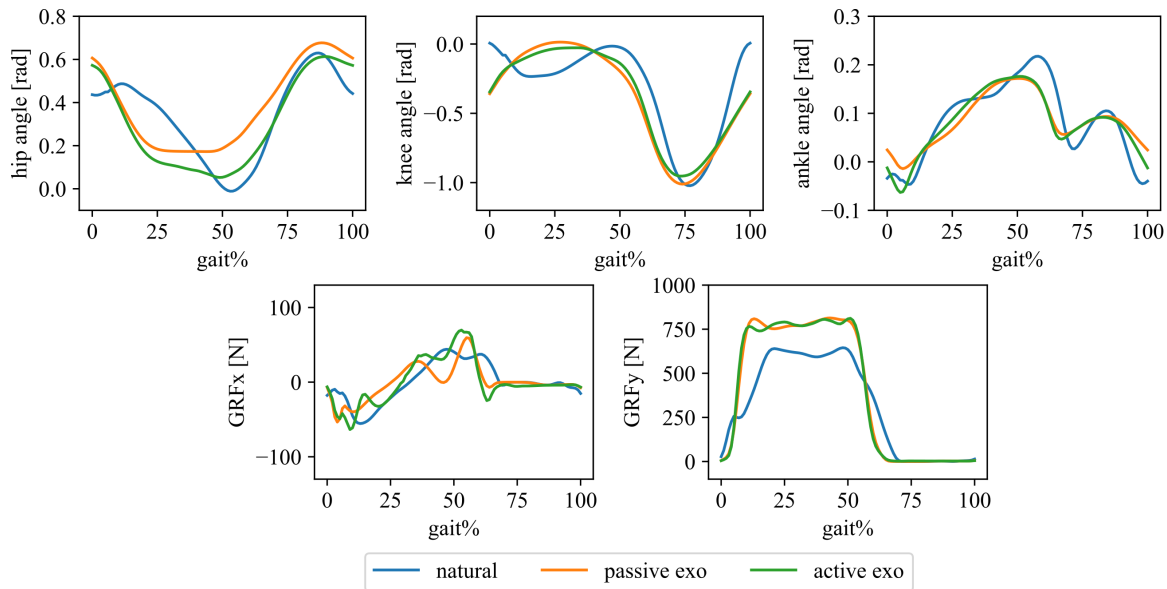 hip angle [rad]
0.8
0.6
0.4
0.2
0.0
0 25 50 75 100
gait%
knee angle [rad]
0.0
−0.5
−1.0
0 25 50 75 100
gait%
ankle angle [rad]
0.3
0.2
0.1
0.0
−0.1
0 25 50 75 100
gait%
GRFx [N]
100
0
−100
0 25 50 75 100
gait%
GRFy [N]
1000
750
500
250
0
0 25 50 75 100
gait%
natural passive exo active exo